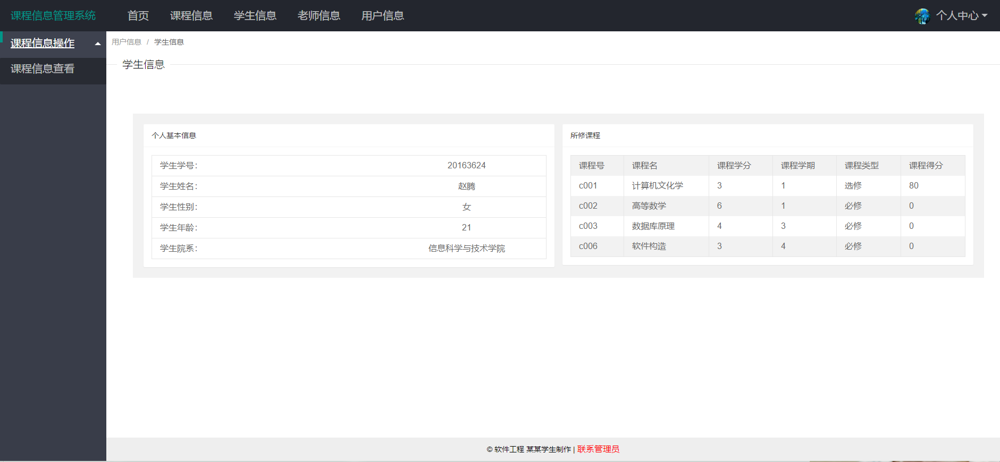 课程信息管理系统 首页 课程信息 学生信息 老师信息 用户信息 个人中心
课程信息操作
课程信息查看
用户信息 / 学生信息
学生信息
个人基本信息
学生学号： 20163624
学生姓名： 赵腾
学生性别： 女
学生年龄： 21
学生院系： 信息科学与技术学院
所修课程
课程号 课程名 课程学分 课程学期 课程类型 课程得分
c001 计算机文化学 3 1 选修 80
c002 高等数学 6 1 必修 0
c003 数据库原理 4 3 必修 0
c006 软件构造 3 4 必修 0
© 软件工程 某某学生制作 | 联系管理员